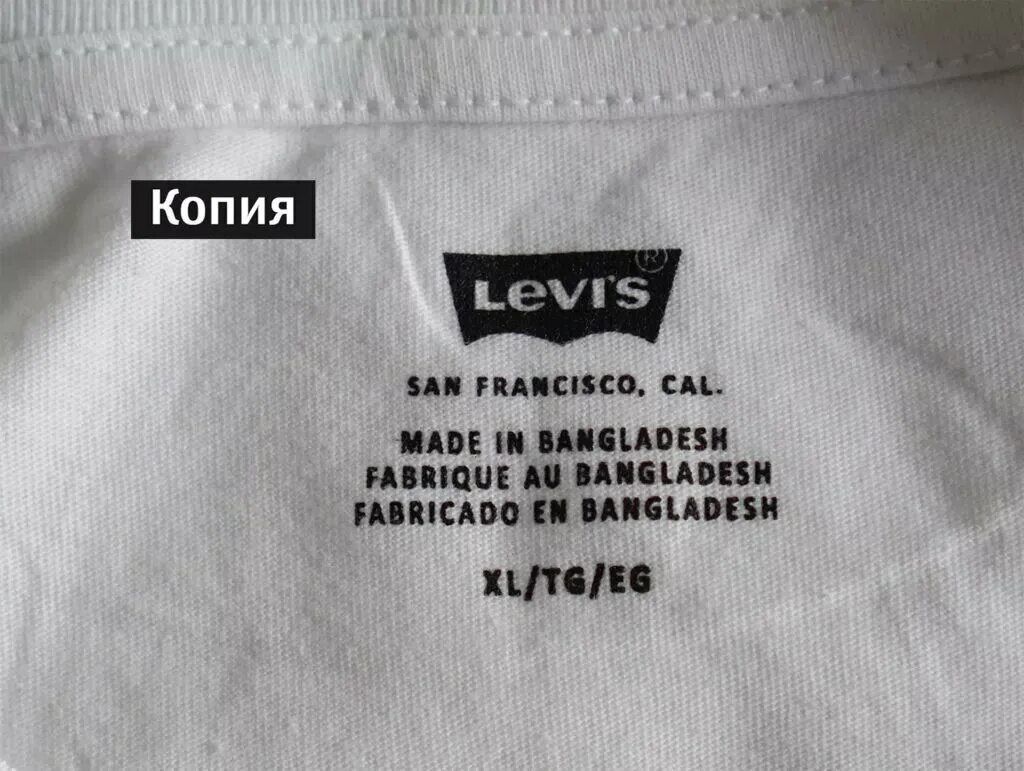 Копия
LEVI'S ®
SAN FRANCISCO, CAL.
MADE IN BANGLADESH
FABRIQUE AU BANGLADESH
FABRICADO EN BANGLADESH
XL/TG/EG